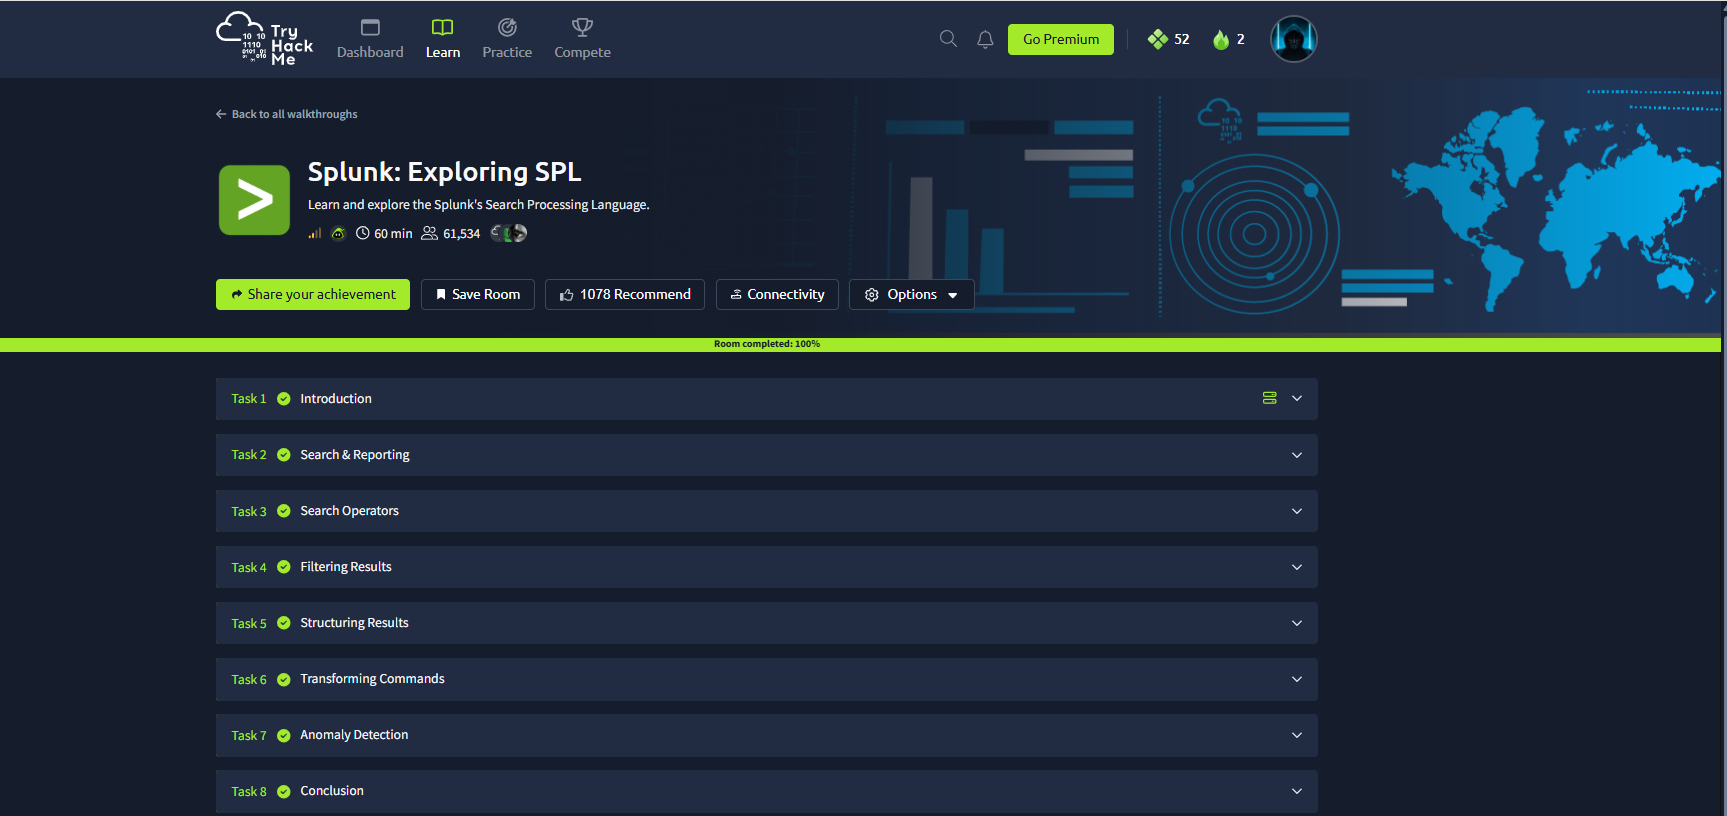 Try
Hack
Me
Dashboard
Learn
Practice
Compete
Go Premium
52
2
Back to all walkthroughs
Splunk: Exploring SPL
Learn and explore the Splunk's Search Processing Language.
60 min
61,534
Share your achievement
Save Room
1078 Recommend
Connectivity
Options
Room completed: 100%
Task 1 Introduction
Task 2 Search & Reporting
Task 3 Search Operators
Task 4 Filtering Results
Task 5 Structuring Results
Task 6 Transforming Commands
Task 7 Anomaly Detection
Task 8 Conclusion